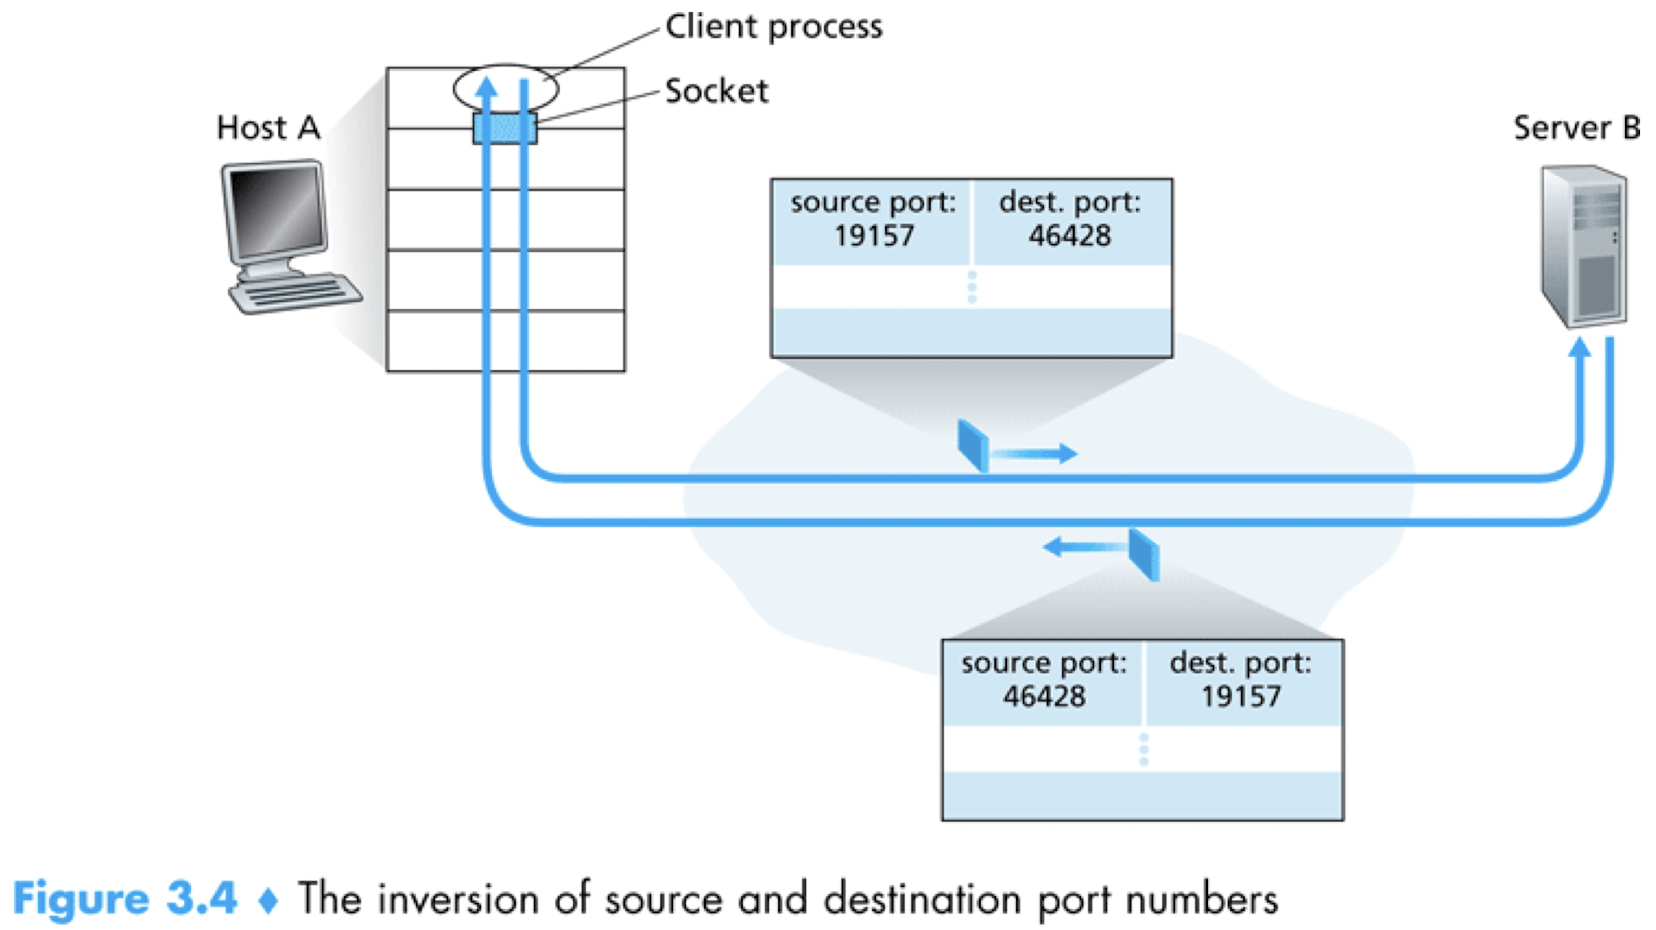 Client process
Socket
Host A
Server B
source port: dest. port:
19157 46428
source port: dest. port:
46428 19157
Figure 3.4 ♦ The inversion of source and destination port numbers